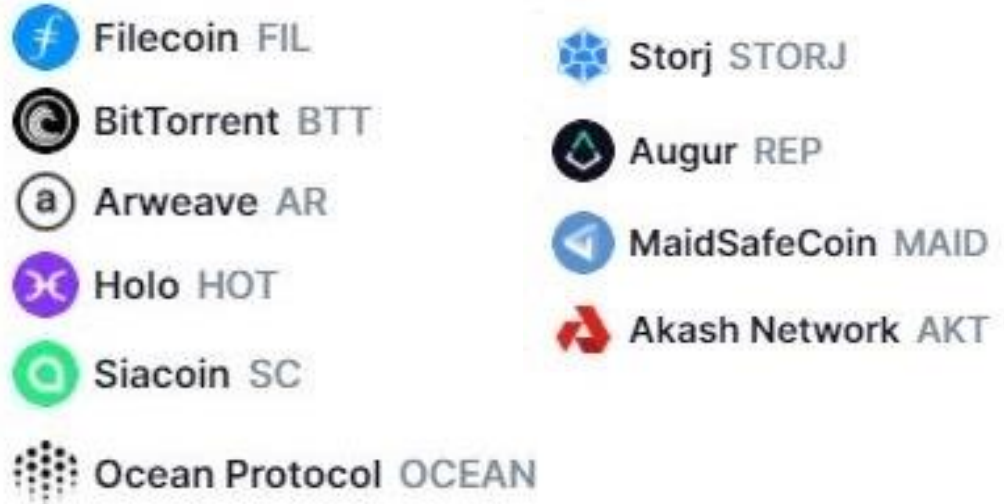 Filecoin FIL
BitTorrent BTT
Arweave AR
Holo HOT
Siacoin SC
Ocean Protocol OCEAN
Storj STORJ
Augur REP
MaidSafeCoin MAID
Akash Network AKT